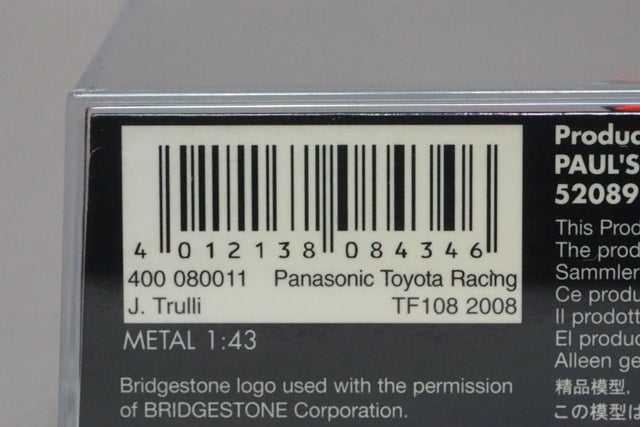 4 012138 084346
400 080011 Panasonic Toyota Racing
J. Trulli TF108 2008
METAL 1:43
Bridgestone logo used with the permission
of BRIDGESTONE Corporation.
Produc
PAUL'S
52089
This Prod
The prod
Sammler
Ce produ
Il prodott
El produc
Alleen ge
精品模型,
この模型は